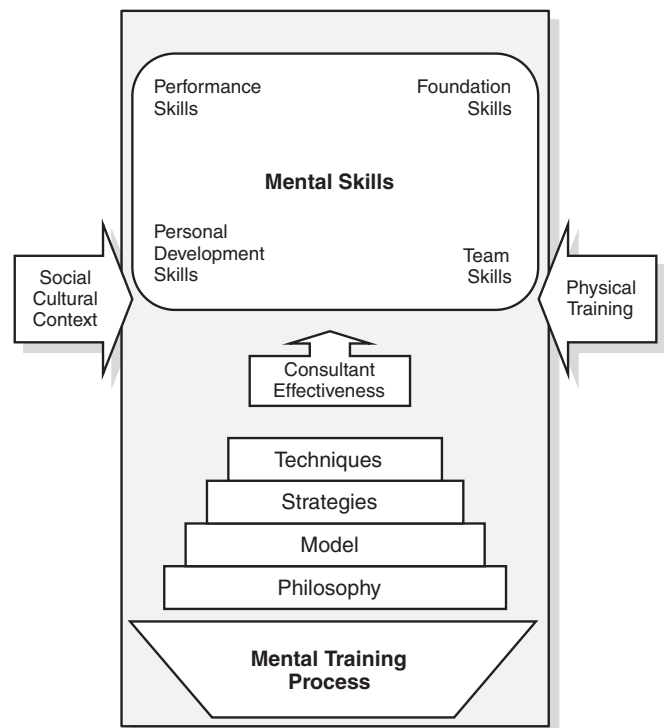 Performance
Skills
Foundation
Skills
Mental Skills
Personal
Development
Skills
Team
Skills
Social
Cultural
Context
Physical
Training
Consultant
Effectiveness
Techniques
Strategies
Model
Philosophy
Mental Training
Process